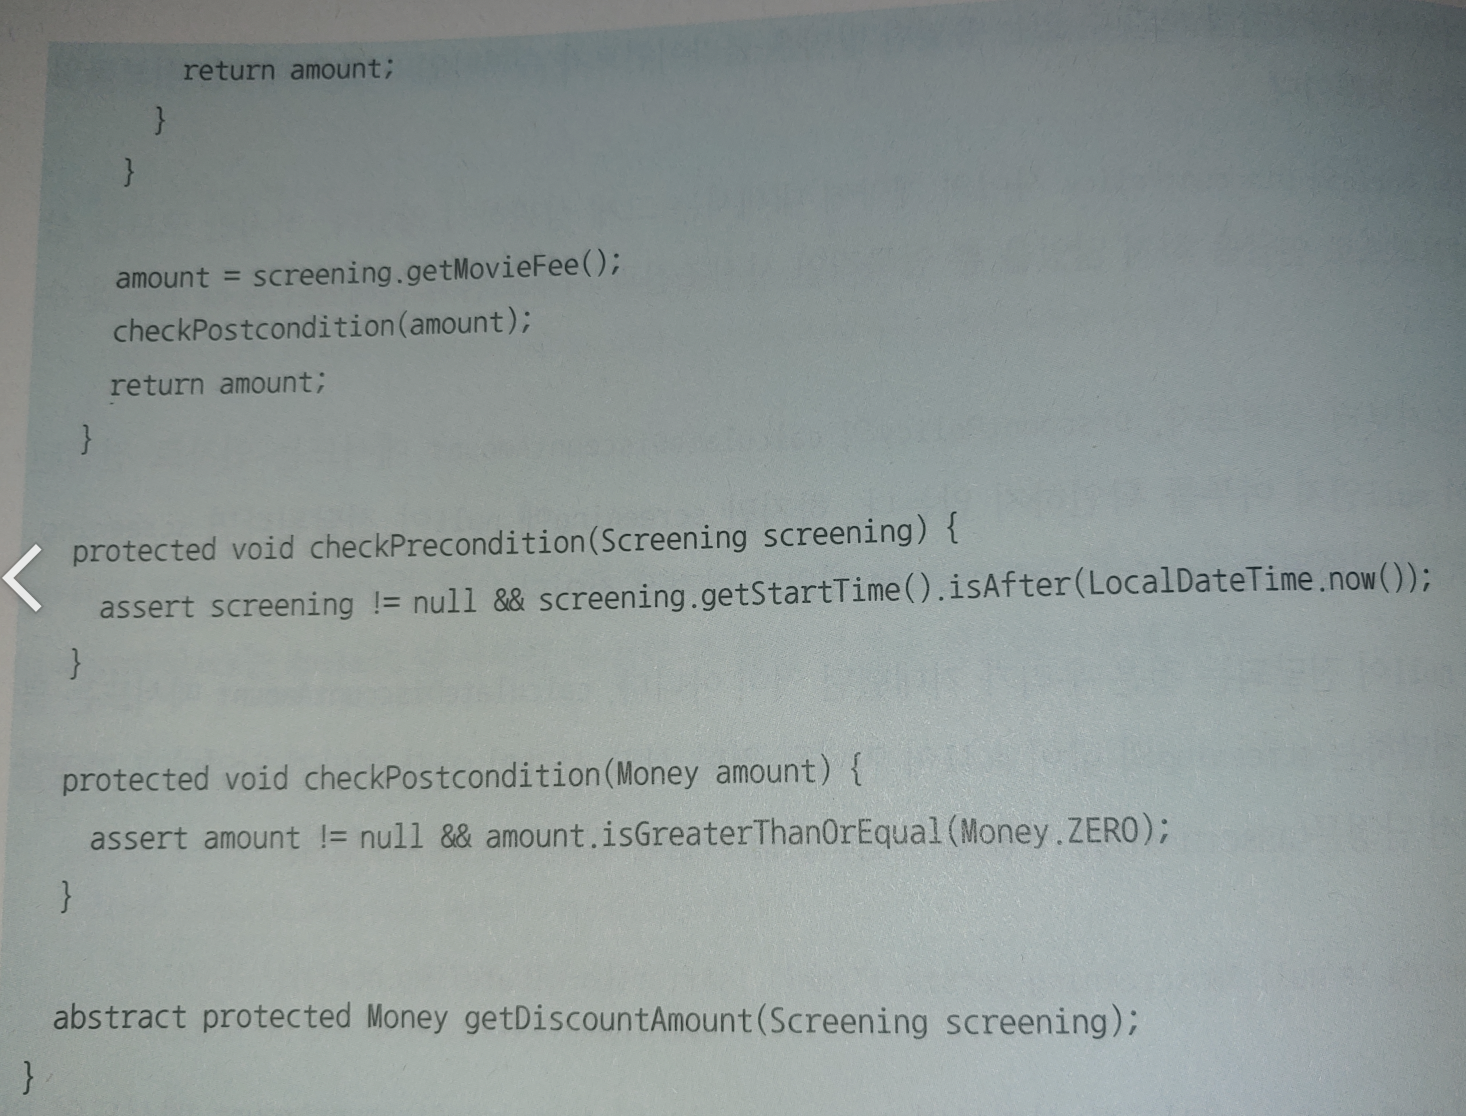 return amount;
}
}
amount = screening.getMovieFee();
checkPostcondition(amount);
return amount;
}
protected void checkPrecondition(Screening screening) {
assert screening != null && screening.getStartTime().isAfter(LocalDateTime.now());
}
protected void checkPostcondition(Money amount) {
assert amount != null && amount.isGreaterThanOrEqual(Money.ZERO);
}
abstract protected Money getDiscountAmount(Screening screening);
}